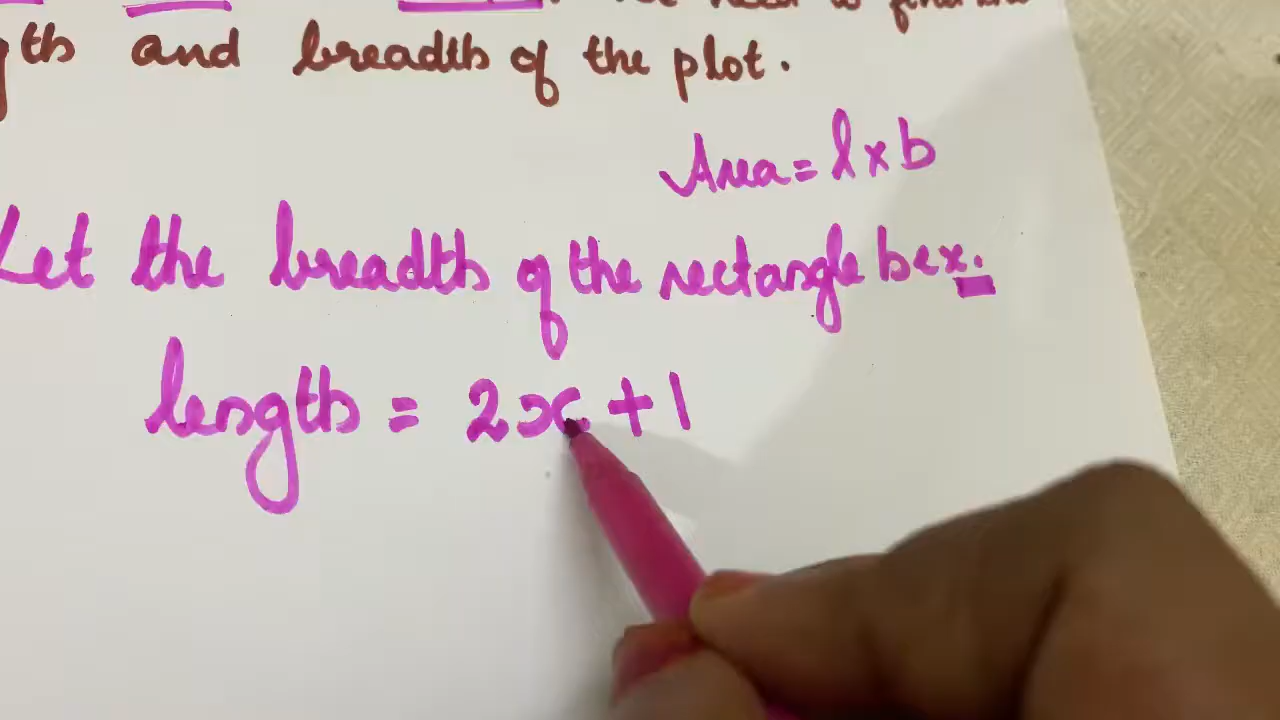 and breadth of the plot.
Area = l x b
Let the breadth of the rectangle be x.
length = 2x + 1